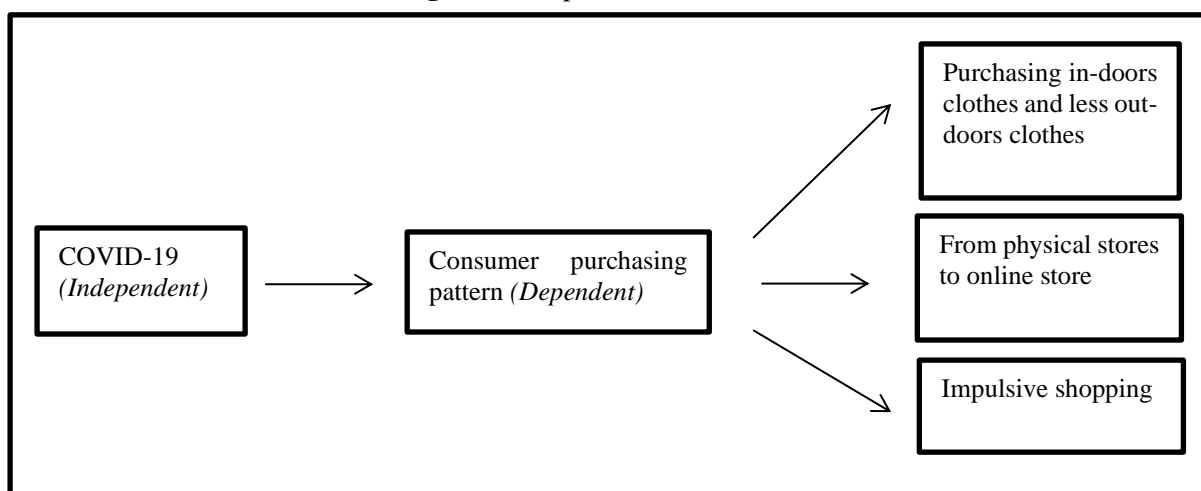 Purchasing in-doors
clothes and less out-
doors clothes
COVID-19
(Independent)
Consumer purchasing
pattern (Dependent)
From physical stores
to online store
Impulsive shopping